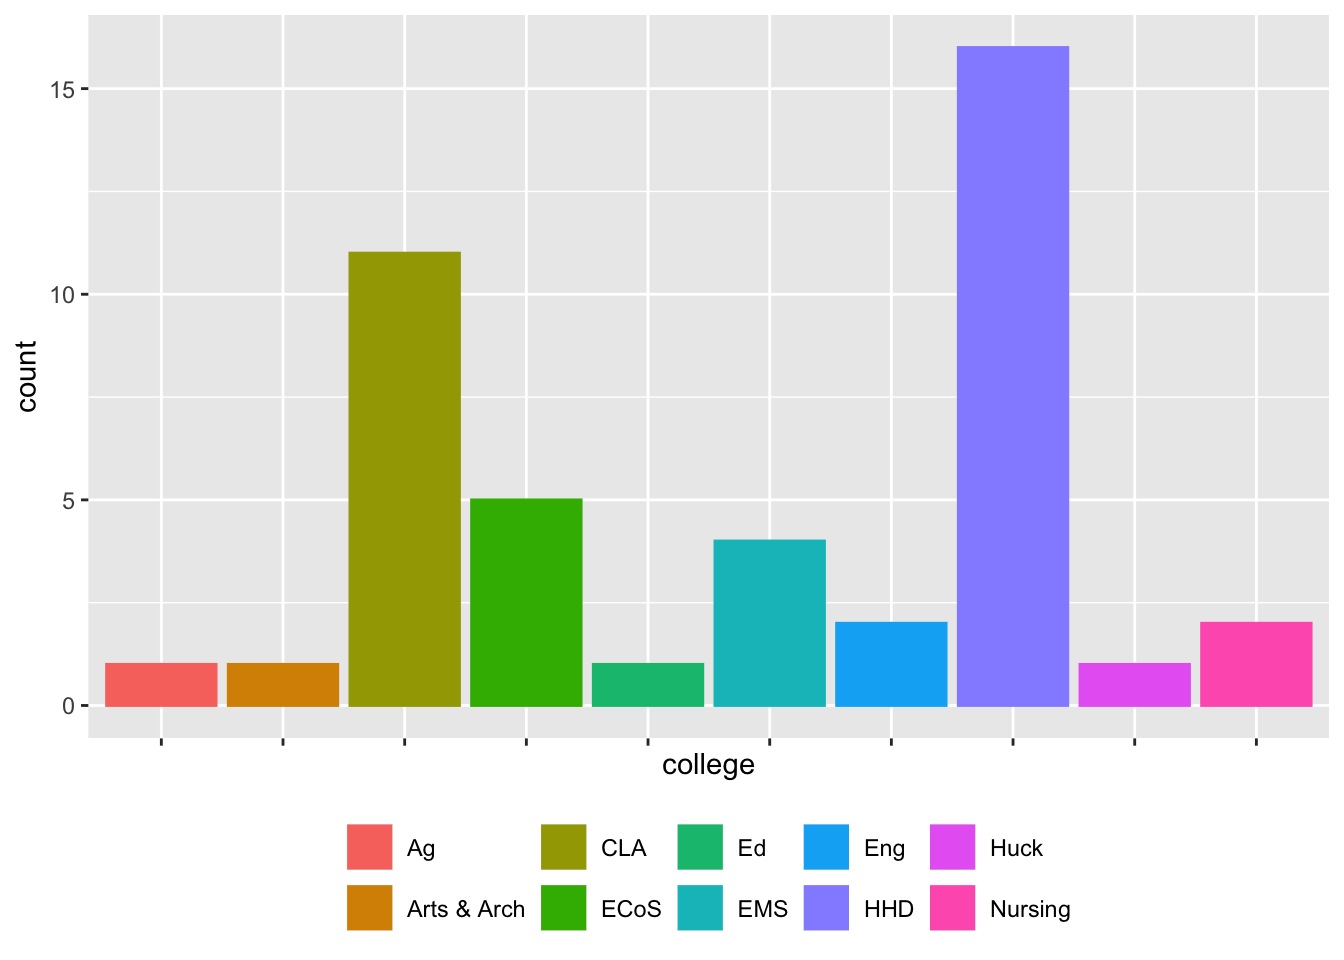 15
10
5
0
count
college
Ag CLA Ed Eng Huck
Arts & Arch ECoS EMS HHD Nursing